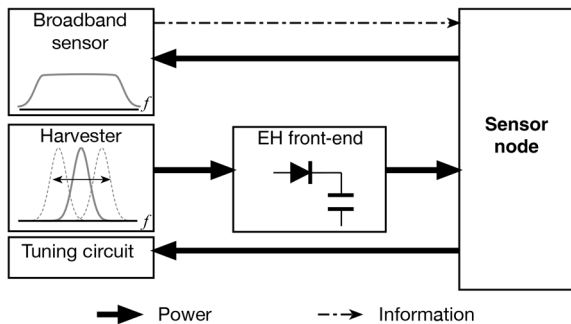 Broadband
sensor
f
Harvester
f
Tuning circuit
EH front-end
Sensor
node
Power
Information